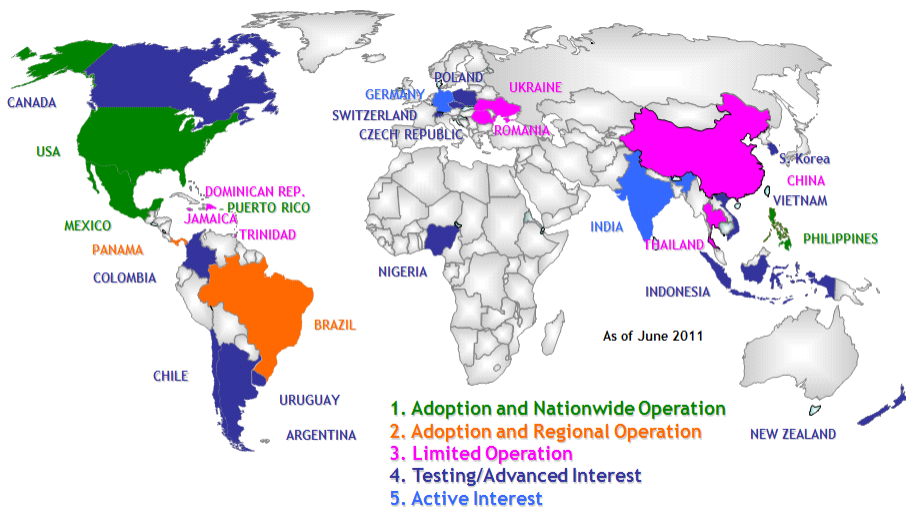 POLAND
UKRAINE
GERMANY
CANADA
SWITZERLAND
ROMANIA
CZECH REPUBLIC
USA
S. Korea
CHINA
DOMINICAN REP.
VIETNAM
PUERTO RICO
JAMAICA
MEXICO
INDIA
TRINIDAD
PHILIPPINES
THAILAND
PANAMA
NIGERIA
COLOMBIA
INDONESIA
BRAZIL
As of June 2011
CHILE
URUGUAY
1. Adoption and Nationwide Operation
2. Adoption and Regional Operation
ARGENTINA
NEW ZEALAND
3. Limited Operation
4. Testing/Advanced Interest
5. Active Interest